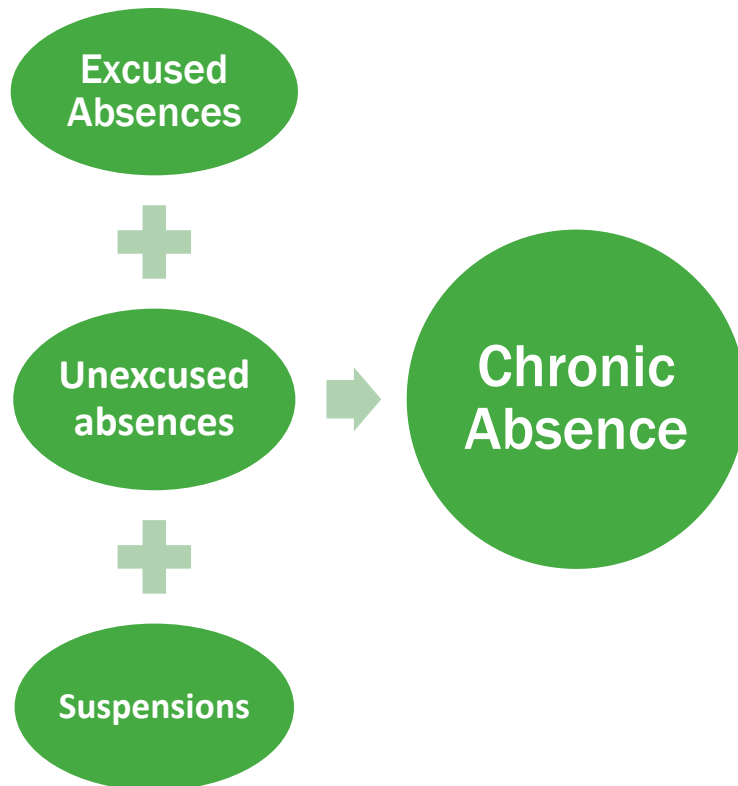 Excused
Absences
Unexcused
absences
Suspensions
Chronic
Absence